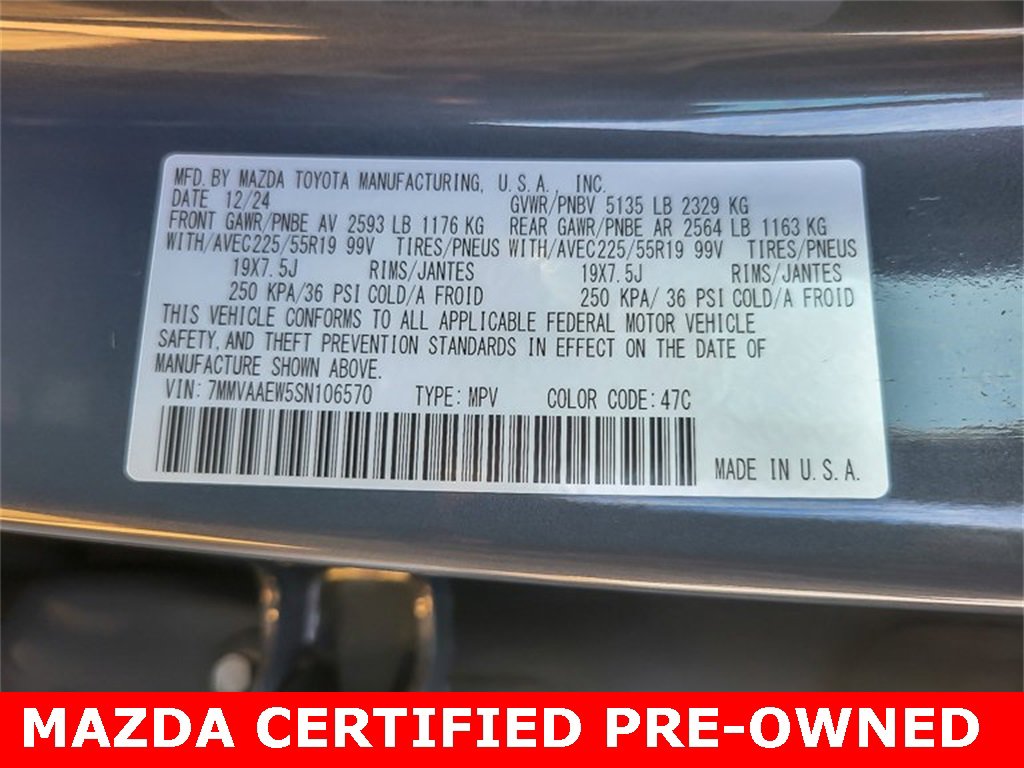 MFD. BY MAZDA TOYOTA MANUFACTURING, U.S.A., INC.
DATE 12/24 GVWR/PNBV 5135 LB 2329 KG
FRONT GAWR/PNBE AV 2593 LB 1176 KG REAR GAWR/PNBE AR 2564 LB 1163 KG
WITH/AVEC225/55R19 99V TIRES/PNEUS WITH/AVEC225/55R19 99V TIRES/PNEUS
19X7.5J RIMS/JANTES 19X7.5J RIMS/JANTES
250 KPA/36 PSI COLD/A FROID 250 KPA/ 36 PSI COLD/A FROID
THIS VEHICLE CONFORMS TO ALL APPLICABLE FEDERAL MOTOR VEHICLE
SAFETY, AND THEFT PREVENTION STANDARDS IN EFFECT ON THE DATE OF
MANUFACTURE SHOWN ABOVE.
VIN: 7MMVAAEW5SN106570 TYPE: MPV COLOR CODE: 47C
MADE IN U.S.A.
MAZDA CERTIFIED PRE-OWNED